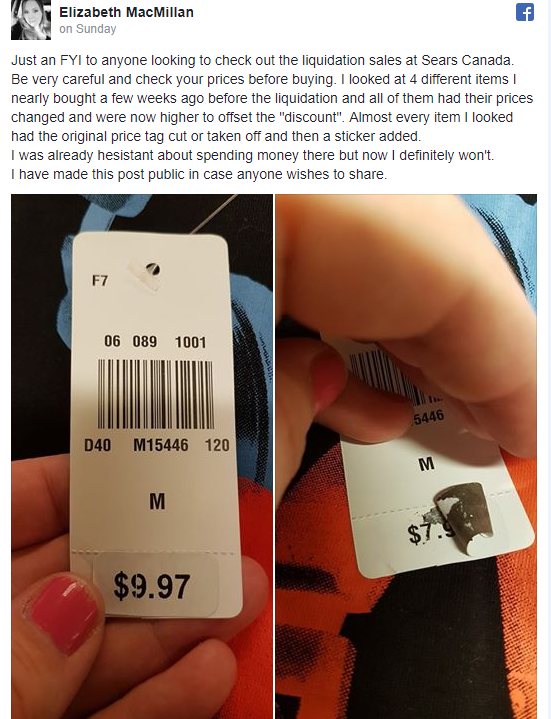 Elizabeth MacMillan
on Sunday
Just an FYI to anyone looking to check out the liquidation sales at Sears Canada.
Be very careful and check your prices before buying. I looked at 4 different items I
nearly bought a few weeks ago before the liquidation and all of them had their prices
changed and were now higher to offset the "discount". Almost every item I looked
had the original price tag cut or taken off and then a sticker added.
I was already hesistant about spending money there but now I definitely won't.
I have made this post public in case anyone wishes to share.
F7
06 089 1001
D40 M15446 120
M
$9.97
5446
M
$7.9